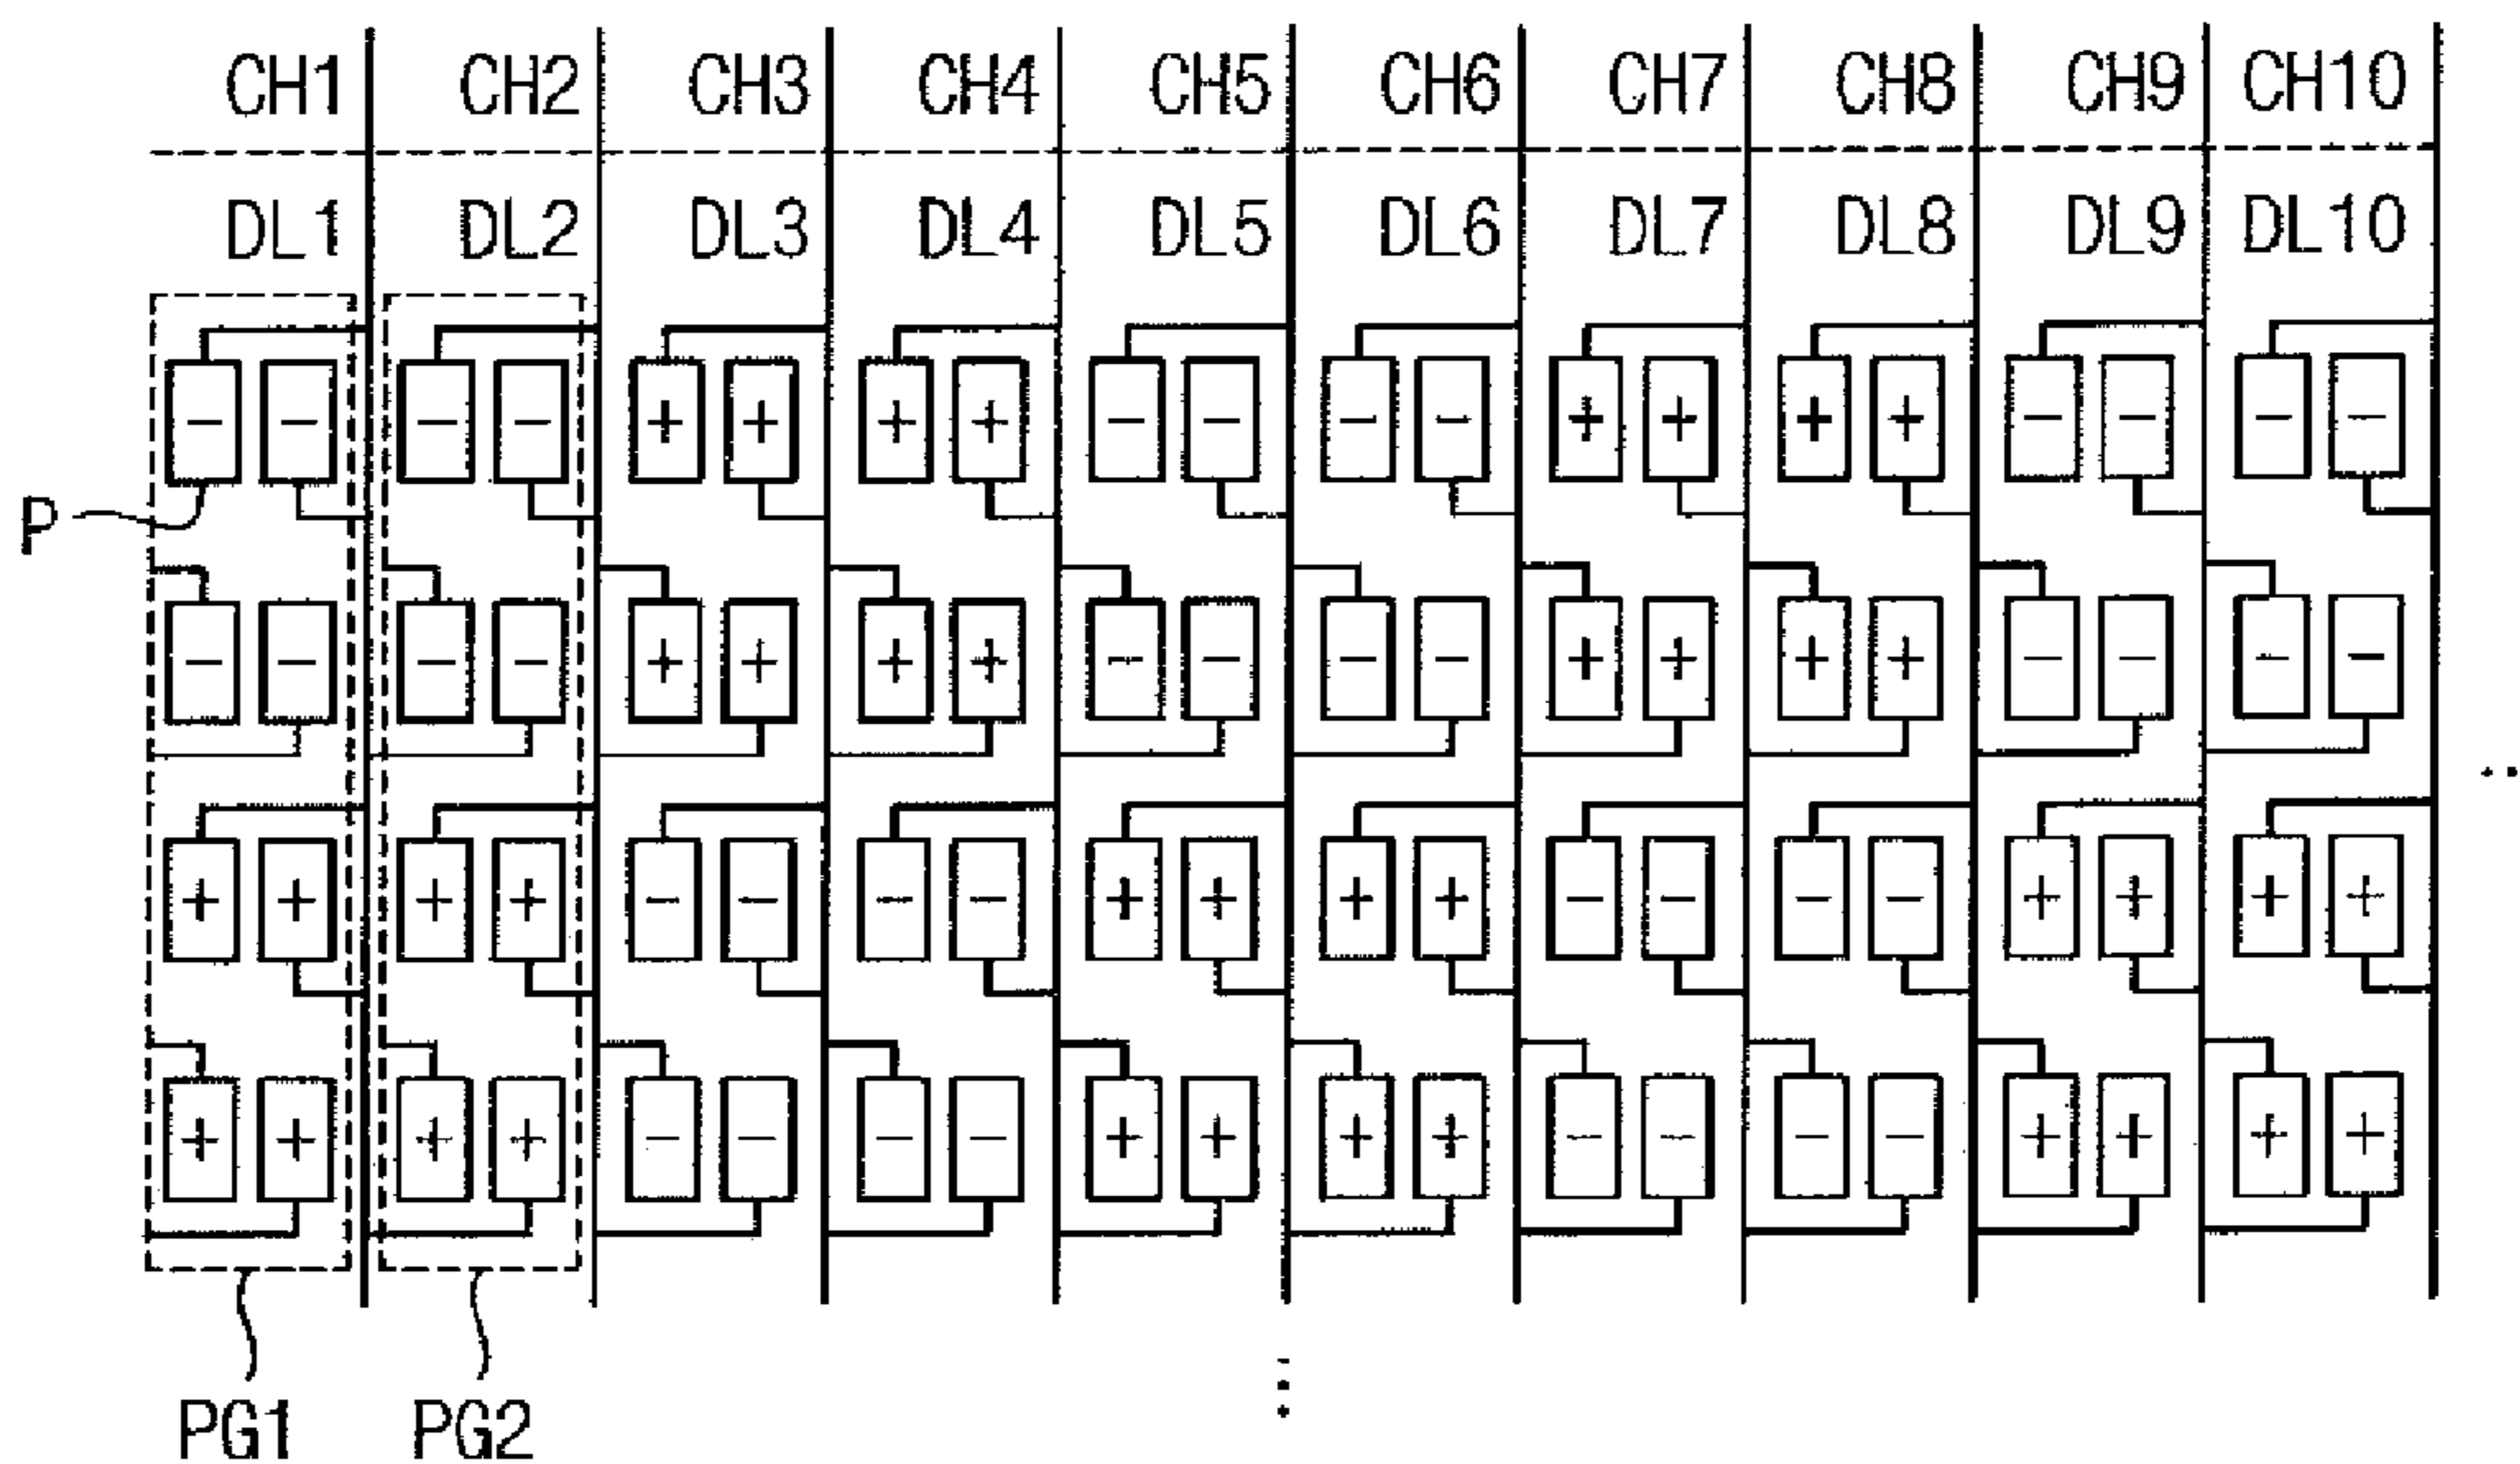 CH1 CH2 CH3 CH4 CH5 CH6 CH7 CH8 CH9 CH10
DL1 DL2 DL3 DL4 DL5 DL6 DL7 DL8 DL9 DL10
− − − − + + + + − − − − + + + + − − − −
P
− − − − + + + + − − − − + + + + − − − −
+ + + + − − − − + + + + − − − − + + + +
+ + + + − − − − + + + + − − − − + + + +
PG1 PG2